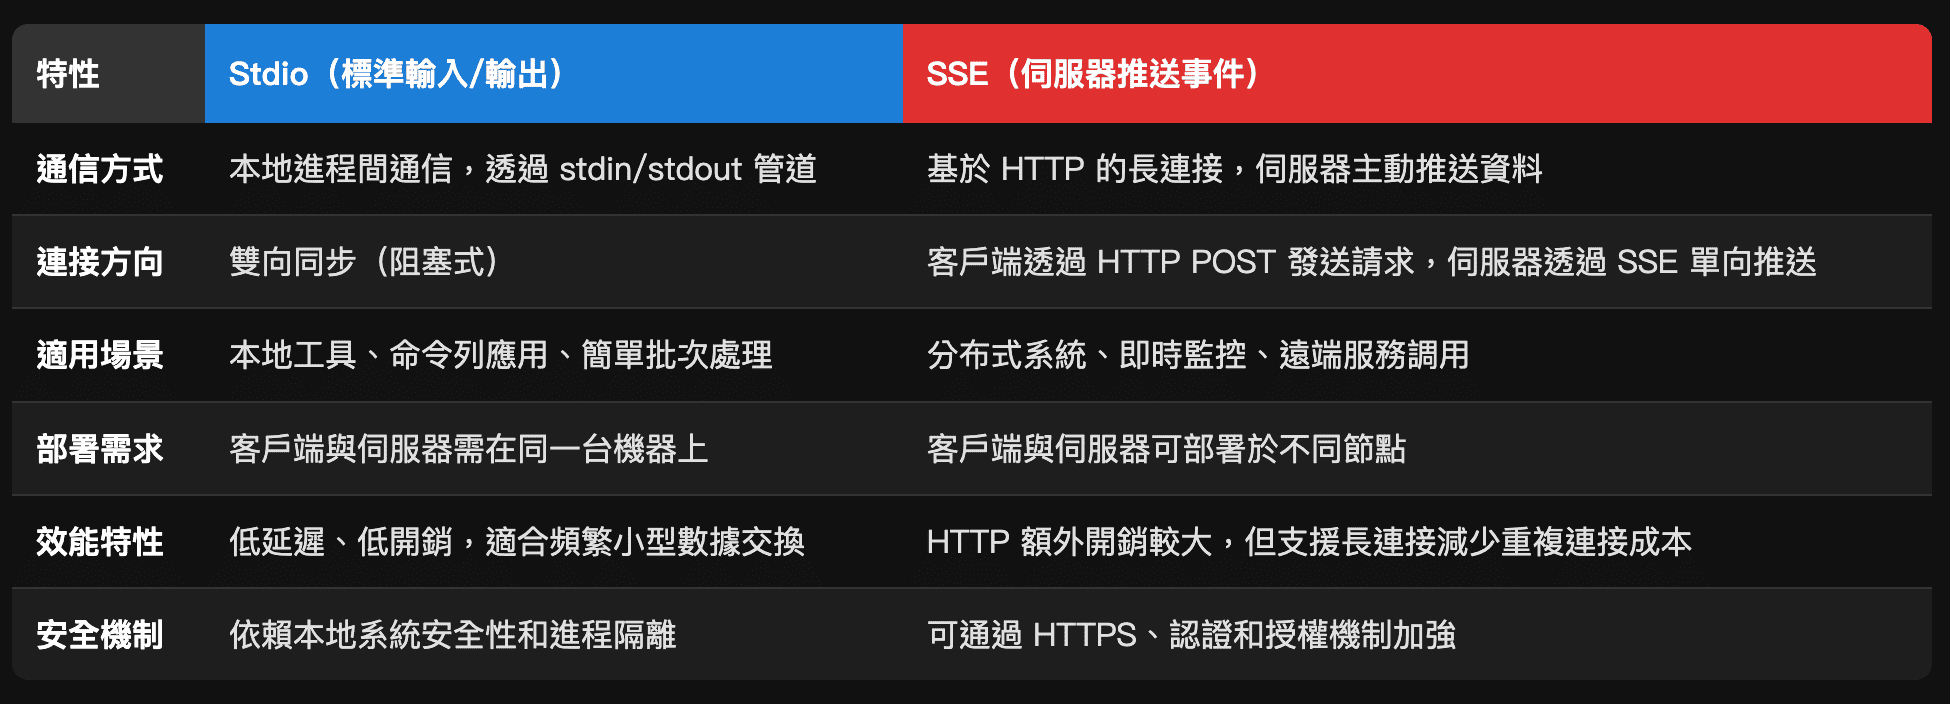 特性 Stdio（標準輸入/輸出） SSE（伺服器推送事件）
通信方式 本地進程間通信，透過 stdin/stdout 管道 基於 HTTP 的長連接，伺服器主動推送資料
連接方向 雙向同步（阻塞式） 客戶端透過 HTTP POST 發送請求，伺服器透過 SSE 單向推送
適用場景 本地工具、命令列應用、簡單批次處理 分布式系統、即時監控、遠端服務調用
部署需求 客戶端與伺服器需在同一台機器上 客戶端與伺服器可部署於不同節點
效能特性 低延遲、低開銷，適合頻繁小型數據交換 HTTP 額外開銷較大，但支援長連接減少重複連接成本
安全機制 依賴本地系統安全性和進程隔離 可通過 HTTPS、認證和授權機制加強